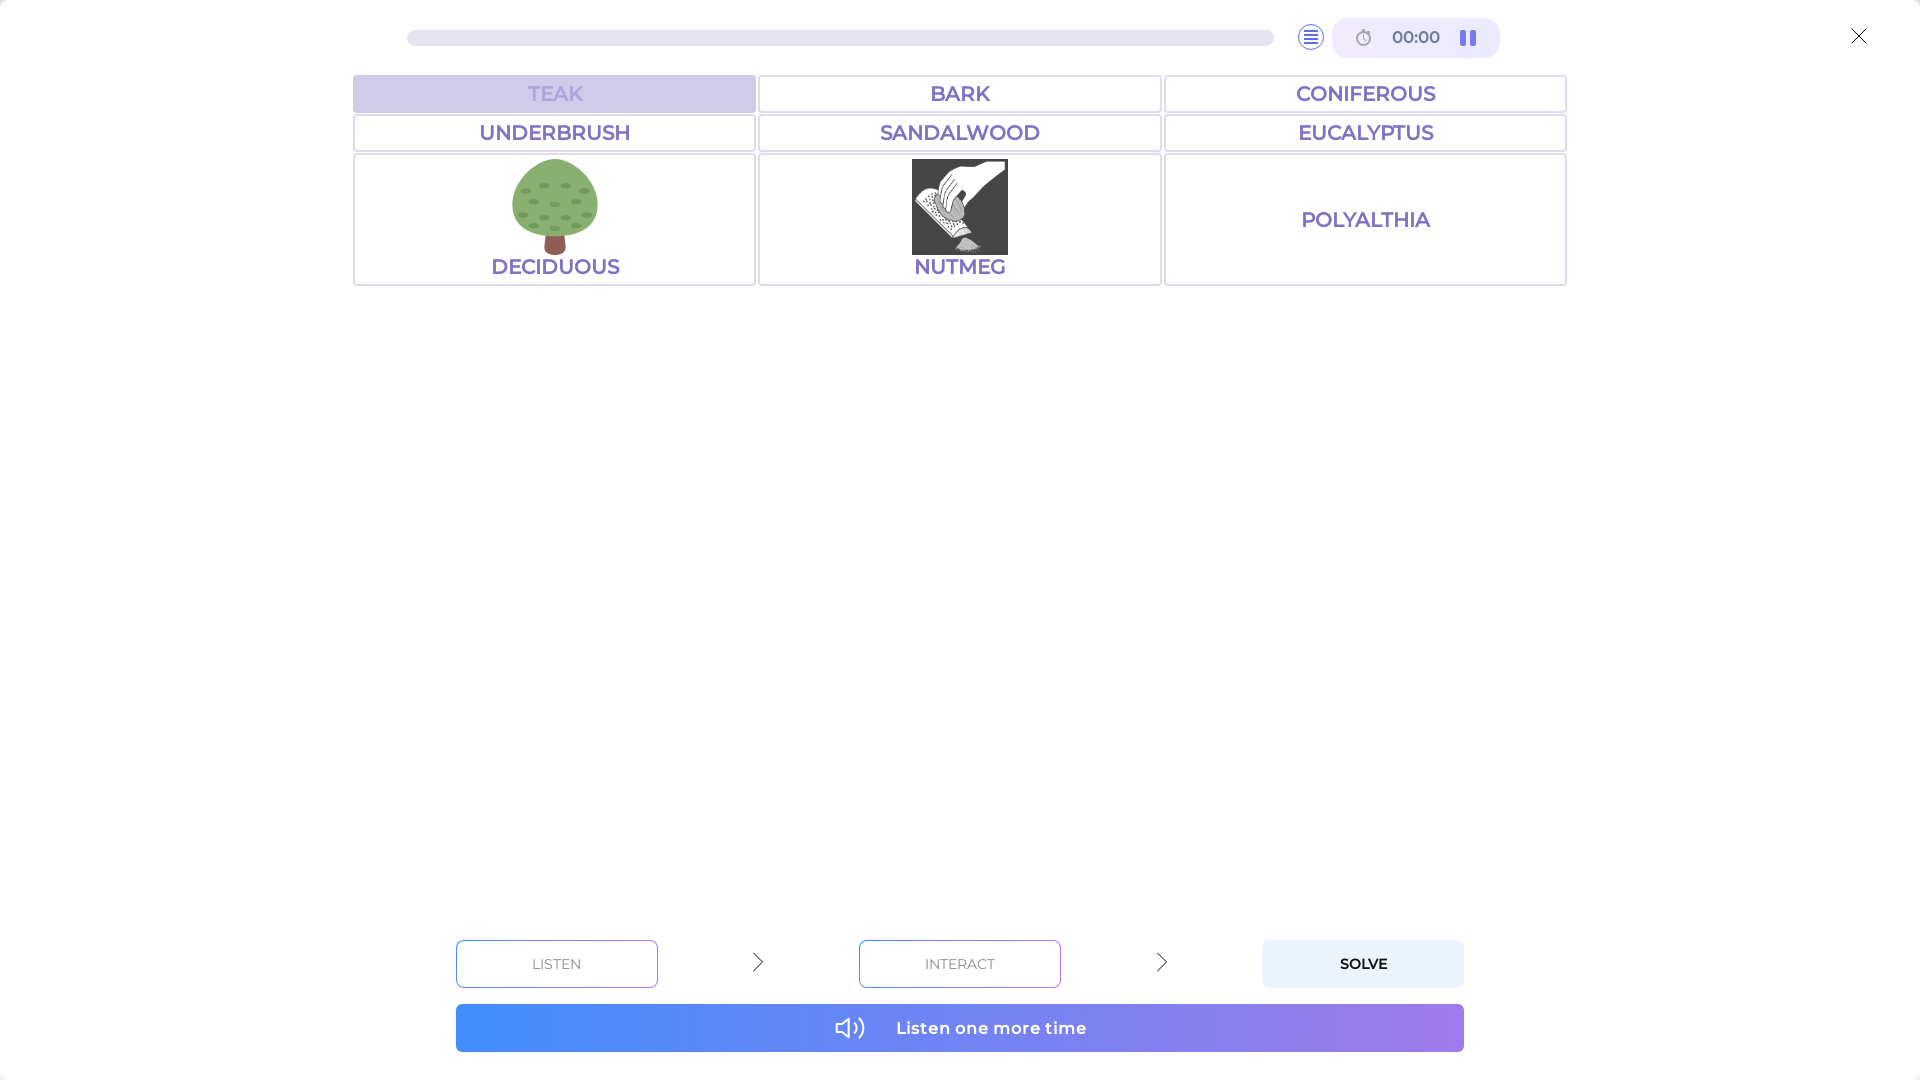 00:00
TEAK
BARK
CONIFEROUS
UNDERBRUSH
SANDALWOOD
EUCALYPTUS
DECIDUOUS
NUTMEG
POLYALTHIA
LISTEN
INTERACT
SOLVE
Listen one more time